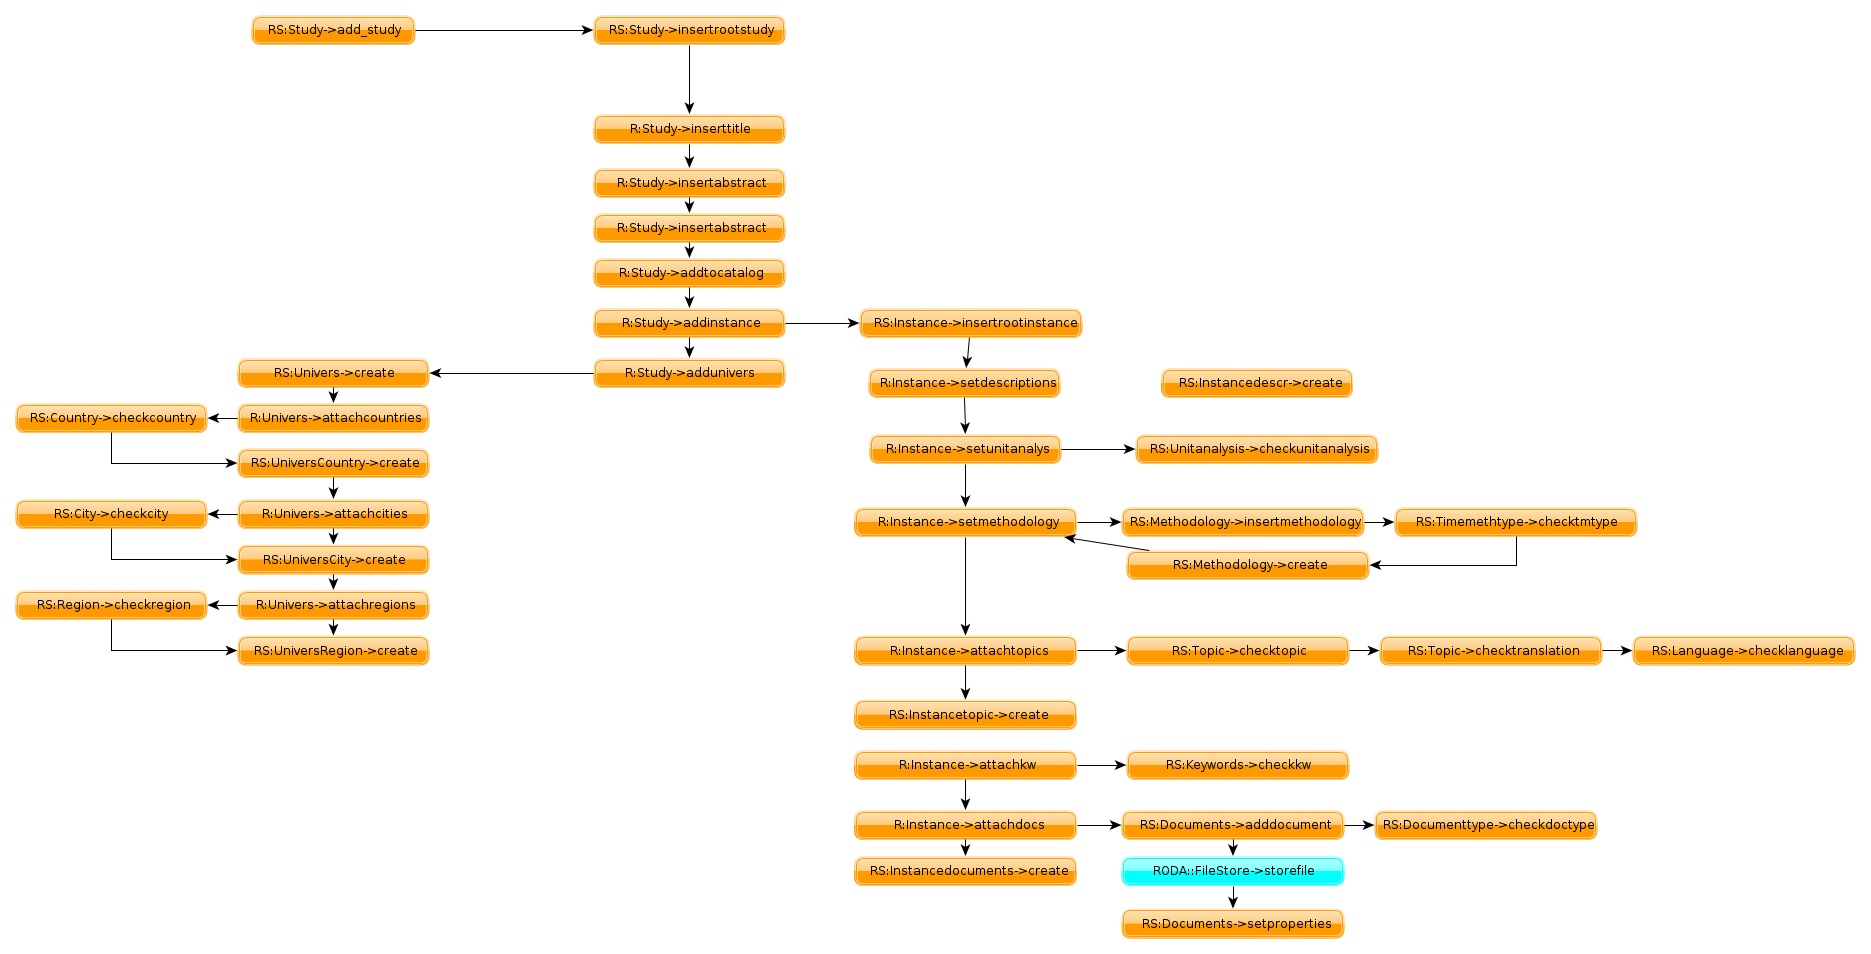 RS:Study->add_study
RS:Study->insertrootstudy
R:Study->inserttitle
R:Study->insertabstract
R:Study->insertabstract
R:Study->addtocatalog
R:Study->addinstance
RS:Instance->insertrootinstance
RS:Univers->create
R:Study->addunivers
R:Instance->setdescriptions
RS:Instancedescr->create
RS:Country->checkcountry
R:Univers->attachcountries
R:Instance->setunitanalys
RS:Unitanalysis->checkunitanalysis
RS:UniversCountry->create
RS:City->checkcity
R:Univers->attachcities
R:Instance->setmethodology
RS:Methodology->insertmethodology
RS:Timemethtype->checktmtype
RS:UniversCity->create
RS:Methodology->create
RS:Region->checkregion
R:Univers->attachregions
RS:UniversRegion->create
R:Instance->attachtopics
RS:Topic->checktopic
RS:Topic->checktranslation
RS:Language->checklanguage
RS:Instancetopic->create
R:Instance->attachkw
RS:Keywords->checkkw
R:Instance->attachdocs
RS:Documents->adddocument
RS:Documenttype->checkdoctype
RS:Instancedocuments->create
RODA::FileStore->storefile
RS:Documents->setproperties